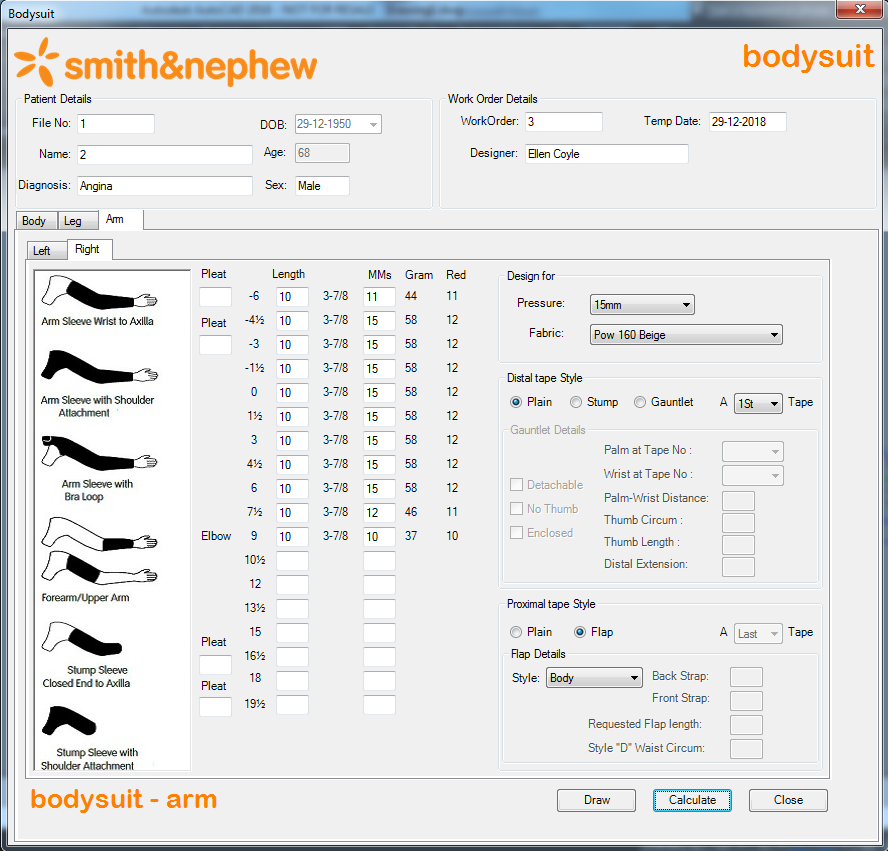 Bodysuit
smith&nephew
bodysuit
Patient Details
File No: 1
DOB: 29-12-1950
Name: 2
Age: 68
Diagnosis: Angina
Sex: Male
Work Order Details
WorkOrder: 3
Temp Date: 29-12-2018
Designer: Ellen Coyle
Body Leg Arm
Left Right
Arm Sleeve Wrist to Axilla
Arm Sleeve with Shoulder
Attachment
Arm Sleeve with
Bra Loop
Forearm/Upper Arm
Stump Sleeve
Closed End to Axilla
Stump Sleeve with
Shoulder Attachment
Pleat Length MMs Gram Red
-6 10 3-7/8 11 44 11
Pleat -4½ 10 3-7/8 15 58 12
-3 10 3-7/8 15 58 12
-1½ 10 3-7/8 15 58 12
0 10 3-7/8 15 58 12
1½ 10 3-7/8 15 58 12
3 10 3-7/8 15 58 12
4½ 10 3-7/8 15 58 12
6 10 3-7/8 15 58 12
7½ 10 3-7/8 12 46 11
Elbow 9 10 3-7/8 10 37 10
10½
12
13½
15
Pleat
16½
18
Pleat
19½
Design for
Pressure: 15mm
Fabric: Pow 160 Beige
Distal tape Style
Plain Stump Gauntlet A 1St Tape
Gauntlet Details
Palm at Tape No :
Wrist at Tape No :
Detachable
Palm-Wrist Distance:
No Thumb
Thumb Circum :
Enclosed
Thumb Length :
Distal Extension:
Proximal tape Style
Plain Flap A Last Tape
Flap Details
Style: Body
Back Strap:
Front Strap:
Requested Flap length:
Style "D" Waist Circum:
bodysuit - arm
Draw Calculate Close